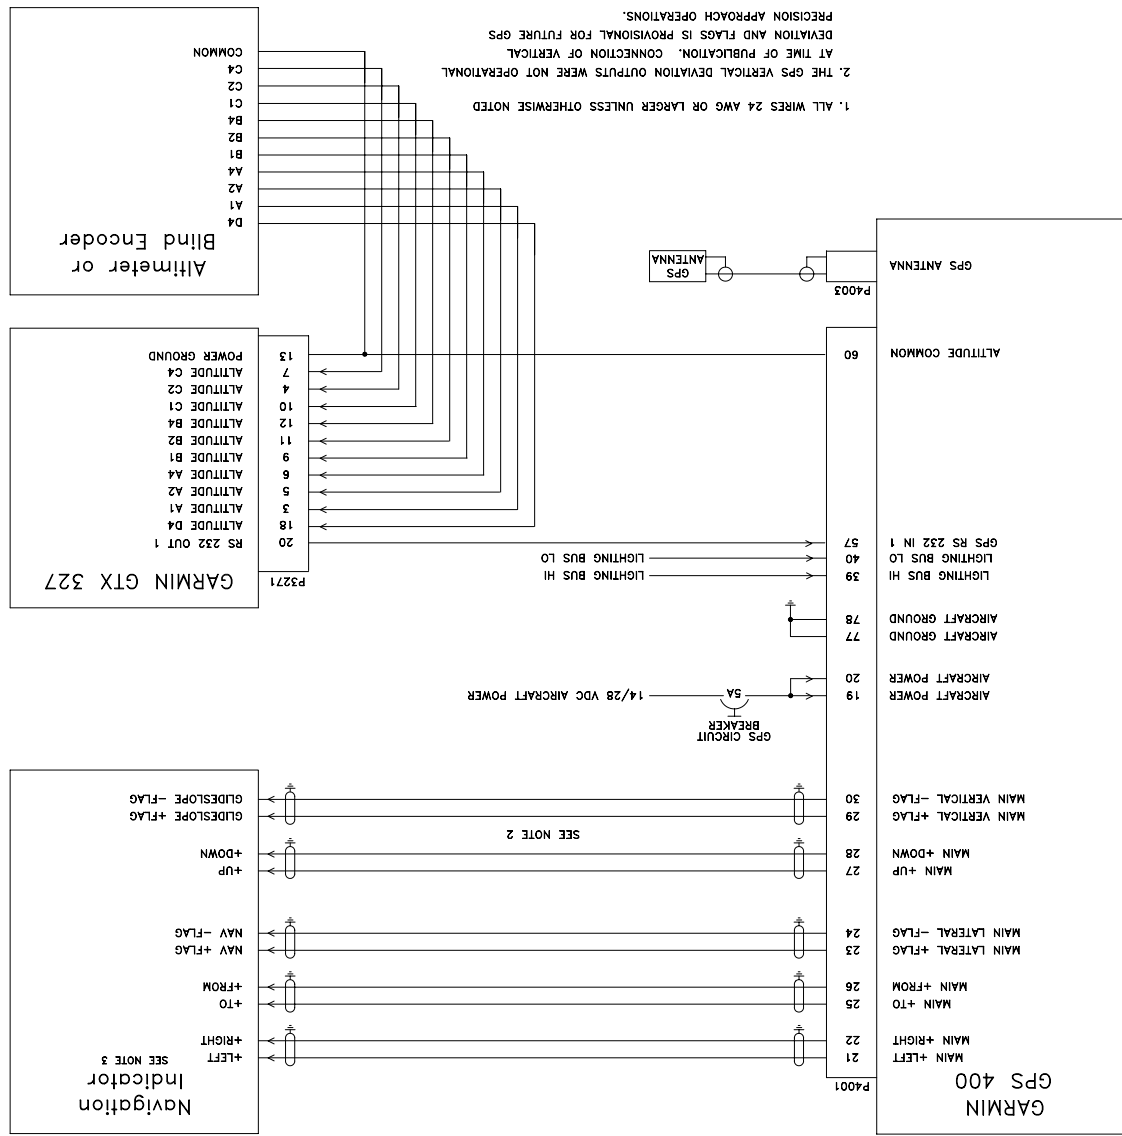 GARMIN
GPS 400
P4001
MAIN +LEFT 21
MAIN +RIGHT 22
MAIN +TO 25
MAIN +FROM 26
MAIN LATERAL +FLAG 23
MAIN LATERAL -FLAG 24
MAIN +UP 27
MAIN +DOWN 28
MAIN VERTICAL +FLAG 29
MAIN VERTICAL -FLAG 30
AIRCRAFT POWER 19
AIRCRAFT POWER 20
AIRCRAFT GROUND 77
AIRCRAFT GROUND 78
LIGHTING BUS HI 39
LIGHTING BUS LO 40
GPS RS 232 IN 1 57
ALTITUDE COMMON 60
P4003
GPS ANTENNA
GPS
ANTENNA
SEE NOTE 2
GPS CIRCUIT
BREAKER
5A
14/28 VDC AIRCRAFT POWER
LIGHTING BUS HI
LIGHTING BUS LO
Navigation
Indicator
SEE NOTE 3
+LEFT
+RIGHT
+TO
+FROM
NAV +FLAG
NAV -FLAG
+UP
+DOWN
GLIDESLOPE +FLAG
GLIDESLOPE -FLAG
P3271
GARMIN GTX 327
20 RS 232 OUT 1
18 ALTITUDE D4
3 ALTITUDE A1
5 ALTITUDE A2
6 ALTITUDE A4
9 ALTITUDE B1
11 ALTITUDE B2
12 ALTITUDE B4
10 ALTITUDE C1
4 ALTITUDE C2
7 ALTITUDE C4
13 POWER GROUND
Altimeter or
Blind Encoder
D4
A1
A2
A4
B1
B2
B4
C1
C2
C4
COMMON
1. ALL WIRES 24 AWG OR LARGER UNLESS OTHERWISE NOTED
2. THE GPS VERTICAL DEVIATION OUTPUTS WERE NOT OPERATIONAL
AT TIME OF PUBLICATION. CONNECTION OF VERTICAL
DEVIATION AND FLAGS IS PROVISIONAL FOR FUTURE GPS
PRECISION APPROACH OPERATIONS.